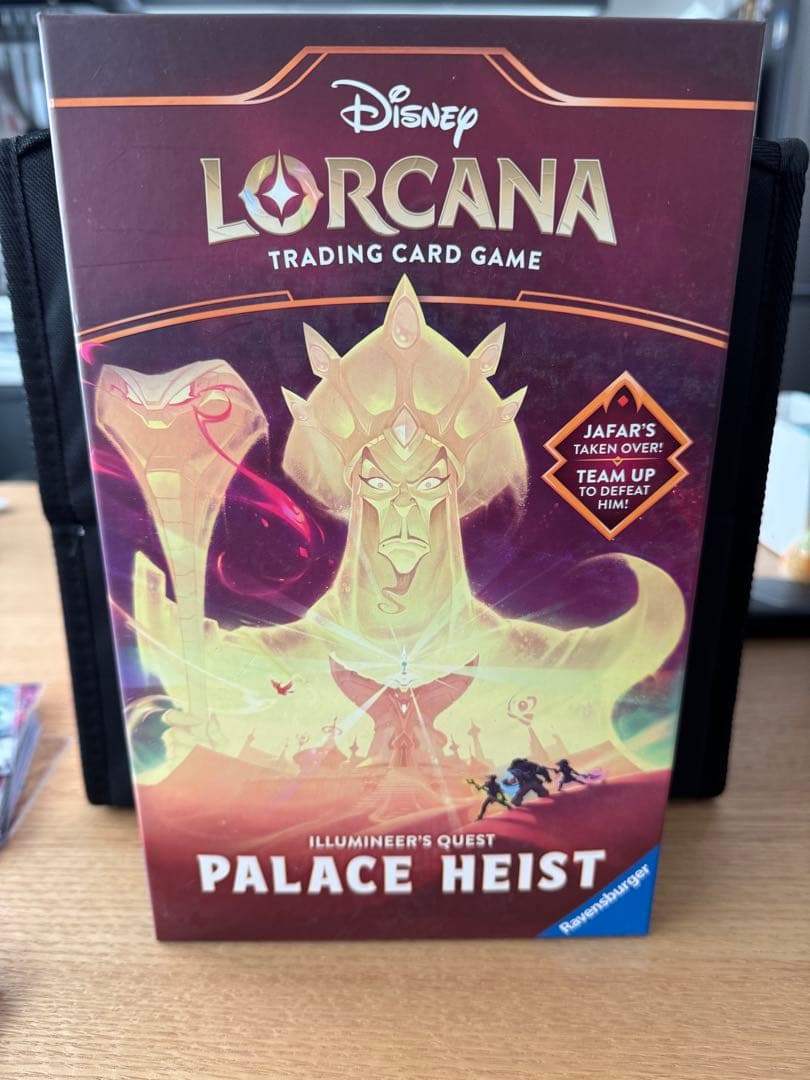 Disney
LORCANA
TRADING CARD GAME
JAFAR'S
TAKEN OVER!
TEAM UP
TO DEFEAT
HIM!
ILLUMINEER'S QUEST
PALACE HEIST
Ravensburger